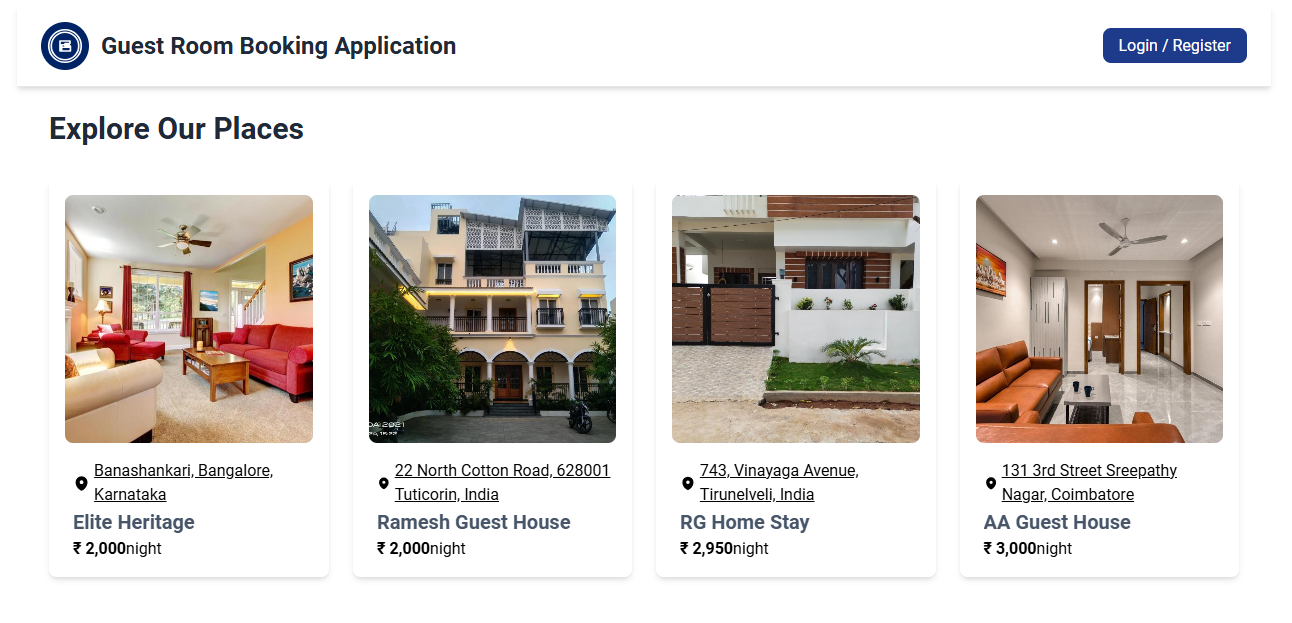 Guest Room Booking Application
Login / Register
Explore Our Places
Banashankari, Bangalore,
Karnataka
Elite Heritage
₹ 2,000night
22 North Cotton Road, 628001
Tuticorin, India
Ramesh Guest House
₹ 2,000night
743, Vinayaga Avenue,
Tirunelveli, India
RG Home Stay
₹ 2,950night
131 3rd Street Sreepathy
Nagar, Coimbatore
AA Guest House
₹ 3,000night